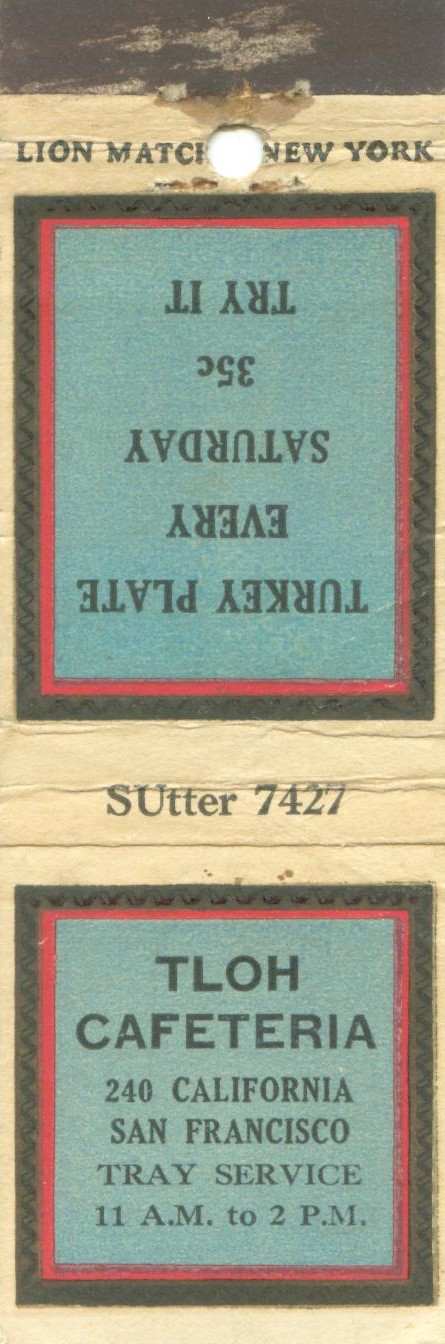 LION MATCH NEW YORK
TURKEY PLATE
EVERY
SATURDAY
35c
TRY IT
SUtter 7427
TLOH
CAFETERIA
240 CALIFORNIA
SAN FRANCISCO
TRAY SERVICE
11 A.M. to 2 P.M.